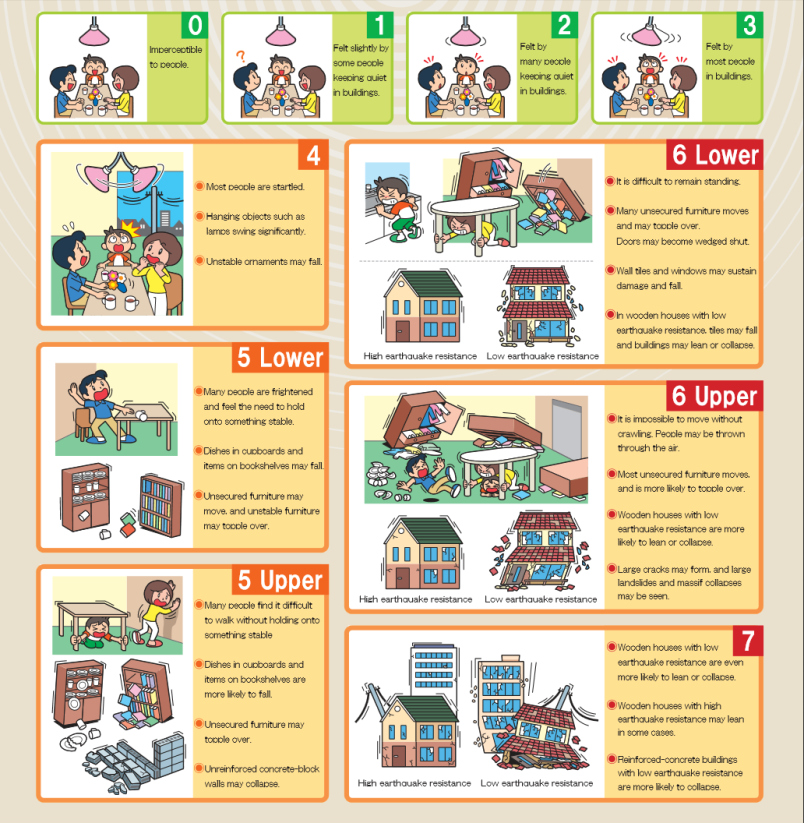 0
Imperceptible
to people.
1
Felt slightly by
some people
keeping quiet
in buildings.
2
Felt by
many people
keeping quiet
in buildings.
3
Felt by
most people
in buildings.
?
4
Most people are startled.
Hanging objects such as
lamps swing significantly.
Unstable ornaments may fall.
5 Lower
Many people are frightened
and feel the need to hold
onto something stable.
Dishes in cupboards and
items on bookshelves may fall.
Unsecured furniture may
move, and unstable furniture
may topple over.
5 Upper
Many people find it difficult
to walk without holding onto
something stable
Dishes in cupboards and
items on bookshelves are
more likely to fall.
Unsecured furniture may
topple over.
Unreinforced concrete-block
walls may collapse.
6 Lower
It is difficult to remain standing.
Many unsecured furniture moves
and may topple over.
Doors may become wedged shut.
Wall tiles and windows may sustain
damage and fall.
In wooden houses with low
earthquake resistance, tiles may fall
and buildings may lean or collapse.
High earthquake resistance
Low earthquake resistance
6 Upper
It is impossible to move without
crawling. People may be thrown
through the air.
Most unsecured furniture moves,
and is more likely to topple over.
Wooden houses with low
earthquake resistance are more
likely to lean or collapse.
Large cracks may form, and large
landslides and massif collapses
may be seen.
High earthquake resistance
Low earthquake resistance
7
Wooden houses with low
earthquake resistance are even
more likely to lean or collapse.
Wooden houses with high
earthquake resistance may lean
in some cases.
Reinforced-concrete buildings
with low earthquake resistance
are more likely to collapse.
High earthquake resistance
Low earthquake resistance